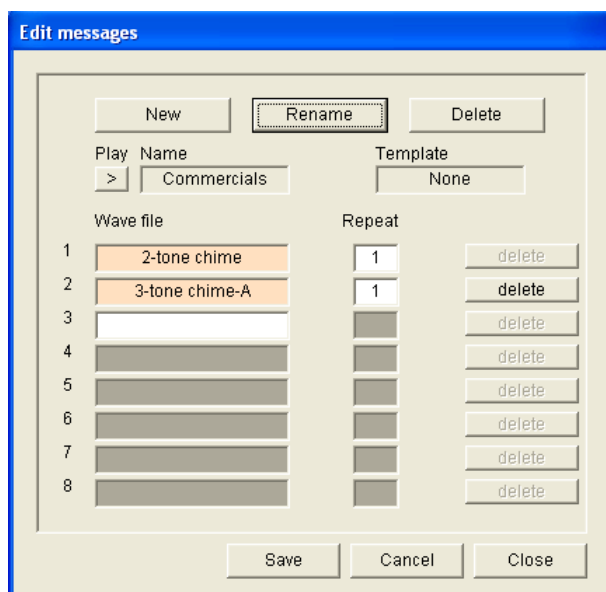 Edit messages
New Rename Delete
Play Name Template
> Commercials None
Wave file Repeat
1 2-tone chime 1 delete
2 3-tone chime-A 1 delete
3 delete
4 delete
5 delete
6 delete
7 delete
8 delete
Save Cancel Close